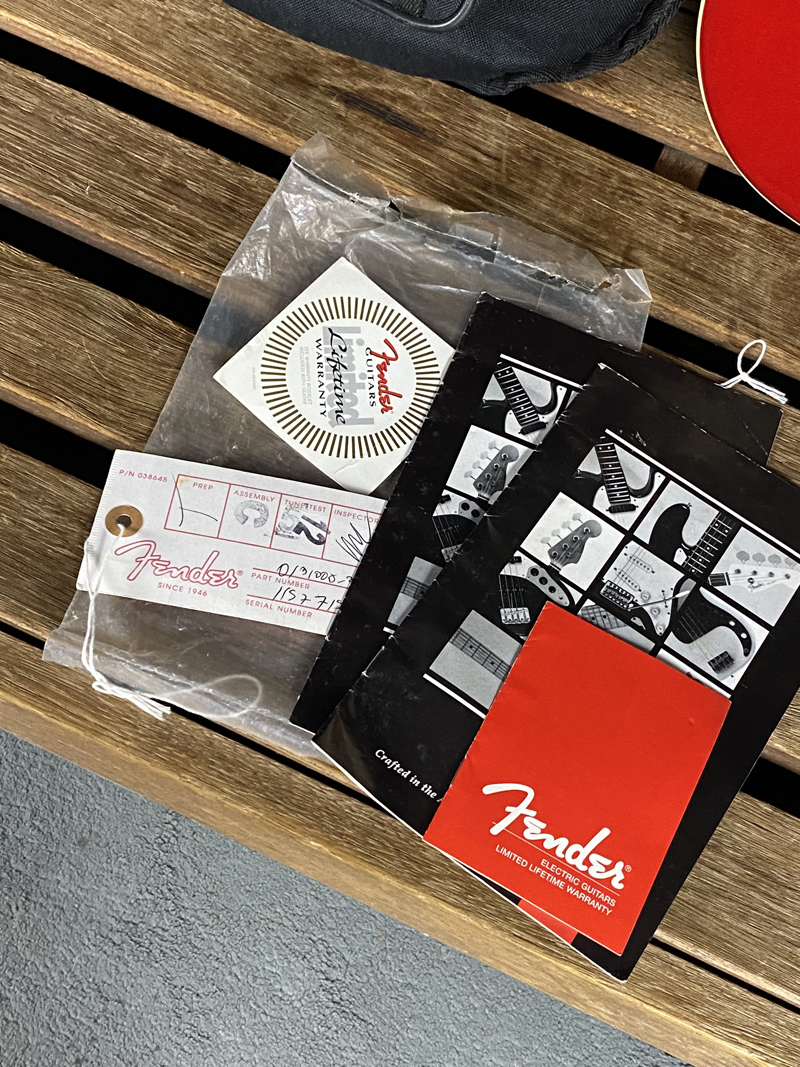 Fender
GUITARS
Limited
Lifetime
WARRANTY
P/N 038645
PREP
ASSEMBLY
TUNE/TEST
INSPECTOR
C
52
Fender®
SINCE 1946
PART NUMBER
SERIAL NUMBER
Crafted in the
Fender®
ELECTRIC GUITARS
LIMITED LIFETIME WARRANTY